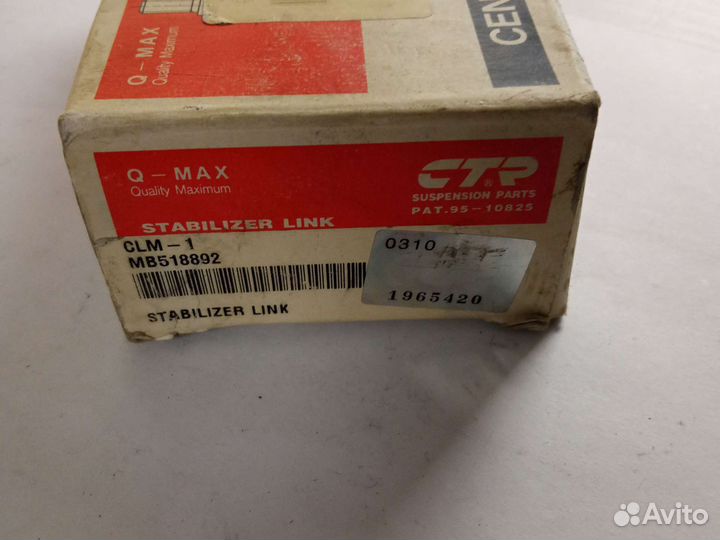 Q-MAX
Quality Maximum
CEN
Q-MAX
Quality Maximum
CTR®
SUSPENSION PARTS
PAT.95-10825
STABILIZER LINK
CLM-1
MB518892
0310
1965420
STABILIZER LINK
Avito